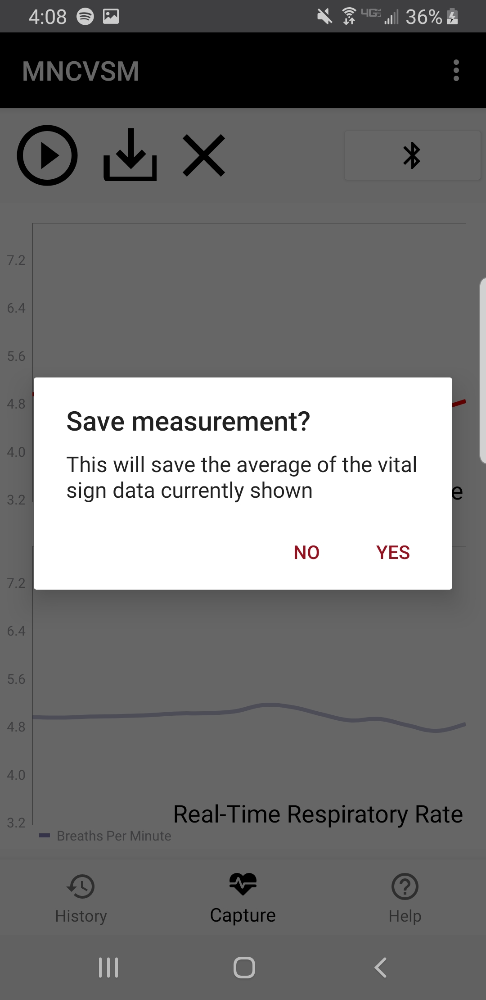 4:08 4G LTE 36%
MNCVSM
7.2
6.4
5.6
4.8
4.0
3.2
Save measurement?
This will save the average of the vital
sign data currently shown
NO YES
e
7.2
6.4
5.6
4.8
4.0
3.2
Real-Time Respiratory Rate
Breaths Per Minute
History Capture Help